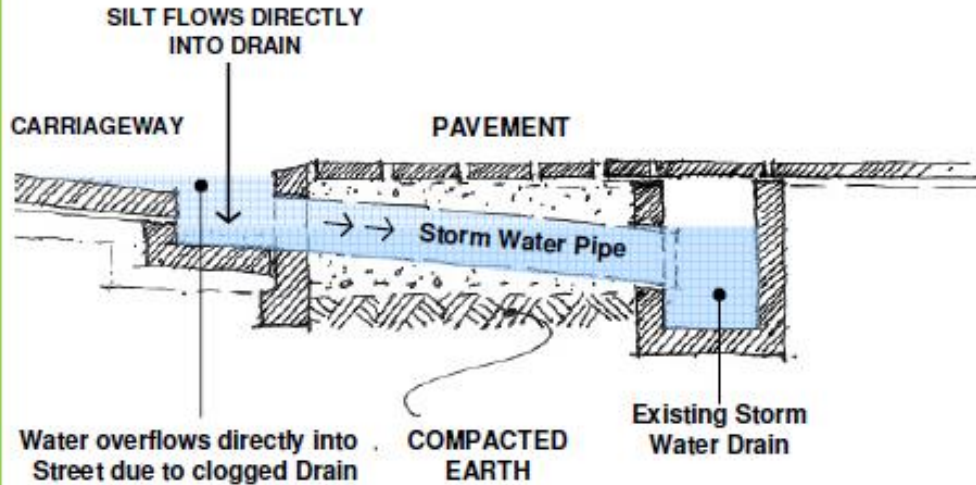 SILT FLOWS DIRECTLY
INTO DRAIN
CARRIAGEWAY
PAVEMENT
Storm Water Pipe
Water overflows directly into
Street due to clogged Drain
COMPACTED
EARTH
Existing Storm
Water Drain